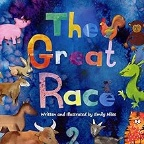 The
Great
Race
Written and illustrated by Emily Hiles